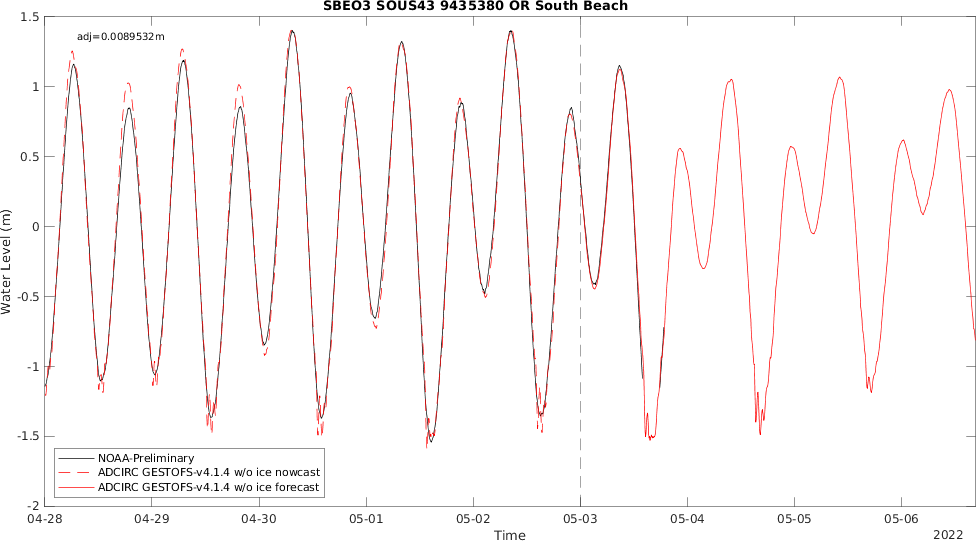 SBEO3 SOUS43 9435380 OR South Beach
adj=0.0089532m
1.5
1
0.5
0
-0.5
-1
-1.5
-2
Water Level (m)
NOAA-Preliminary
ADCIRC GESTOFS-v4.1.4 w/o ice nowcast
ADCIRC GESTOFS-v4.1.4 w/o ice forecast
04-28 04-29 04-30 05-01 05-02 05-03 05-04 05-05 05-06
Time
2022